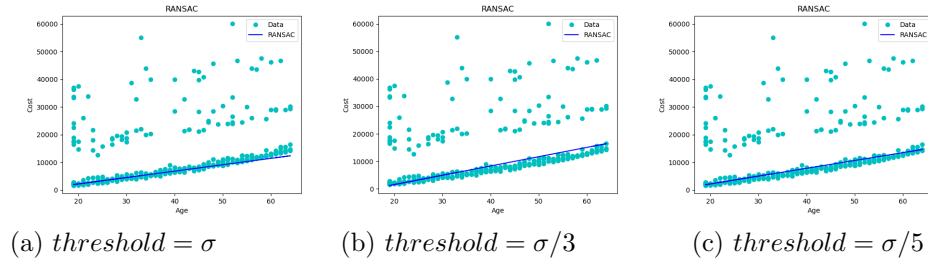 RANSAC
Data
RANSAC
60000
50000
40000
30000
20000
10000
0
Cost
20 30 40 50 60
Age
(a) threshold = σ
RANSAC
Data
RANSAC
60000
50000
40000
30000
20000
10000
0
Cost
20 30 40 50 60
Age
(b) threshold = σ/3
RANSAC
Data
RANSAC
60000
50000
40000
30000
20000
10000
0
Cost
20 30 40 50 60
Age
(c) threshold = σ/5